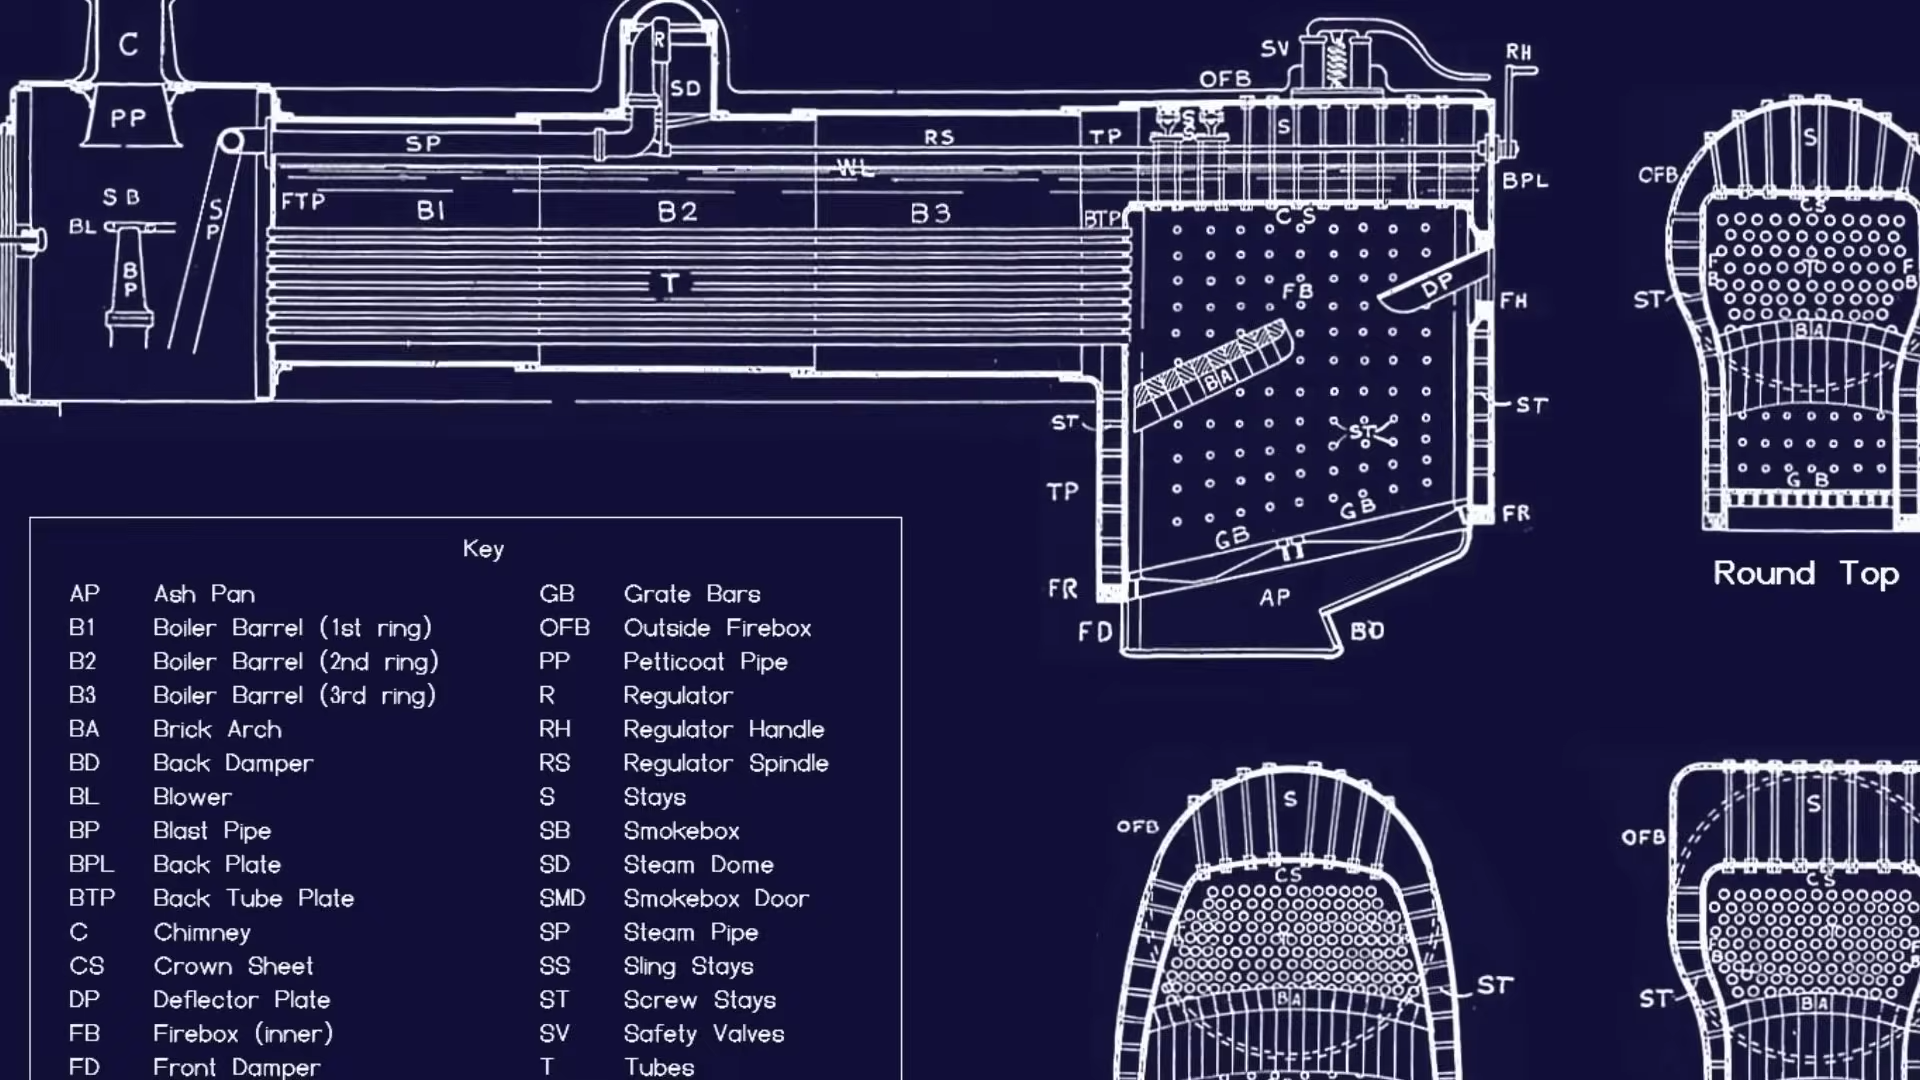 C
R
SV
RH
OFB
SD
PP
S
S
S
SP
RS
TP
S
S
WL
OFB
BPL
SB
S
P
FTP
B1
B2
B3
BTP
CS
CS
BL
B
P
T
FB
DP
FH
F
B
T
F
B
ST
BA
BA
ST
ST
ST
TP
GB
GB
GB
FR
FR
AP
FD
BD
Round Top
Key
AP Ash Pan
B1 Boiler Barrel (1st ring)
B2 Boiler Barrel (2nd ring)
B3 Boiler Barrel (3rd ring)
BA Brick Arch
BD Back Damper
BL Blower
BP Blast Pipe
BPL Back Plate
BTP Back Tube Plate
C Chimney
CS Crown Sheet
DP Deflector Plate
FB Firebox (inner)
FD Front Damper
GB Grate Bars
OFB Outside Firebox
PP Petticoat Pipe
R Regulator
RH Regulator Handle
RS Regulator Spindle
S Stays
SB Smokebox
SD Steam Dome
SMD Smokebox Door
SP Steam Pipe
SS Sling Stays
ST Screw Stays
SV Safety Valves
T Tubes
S
OFB
CS
BA
ST
S
OFB
CS
ST
BA